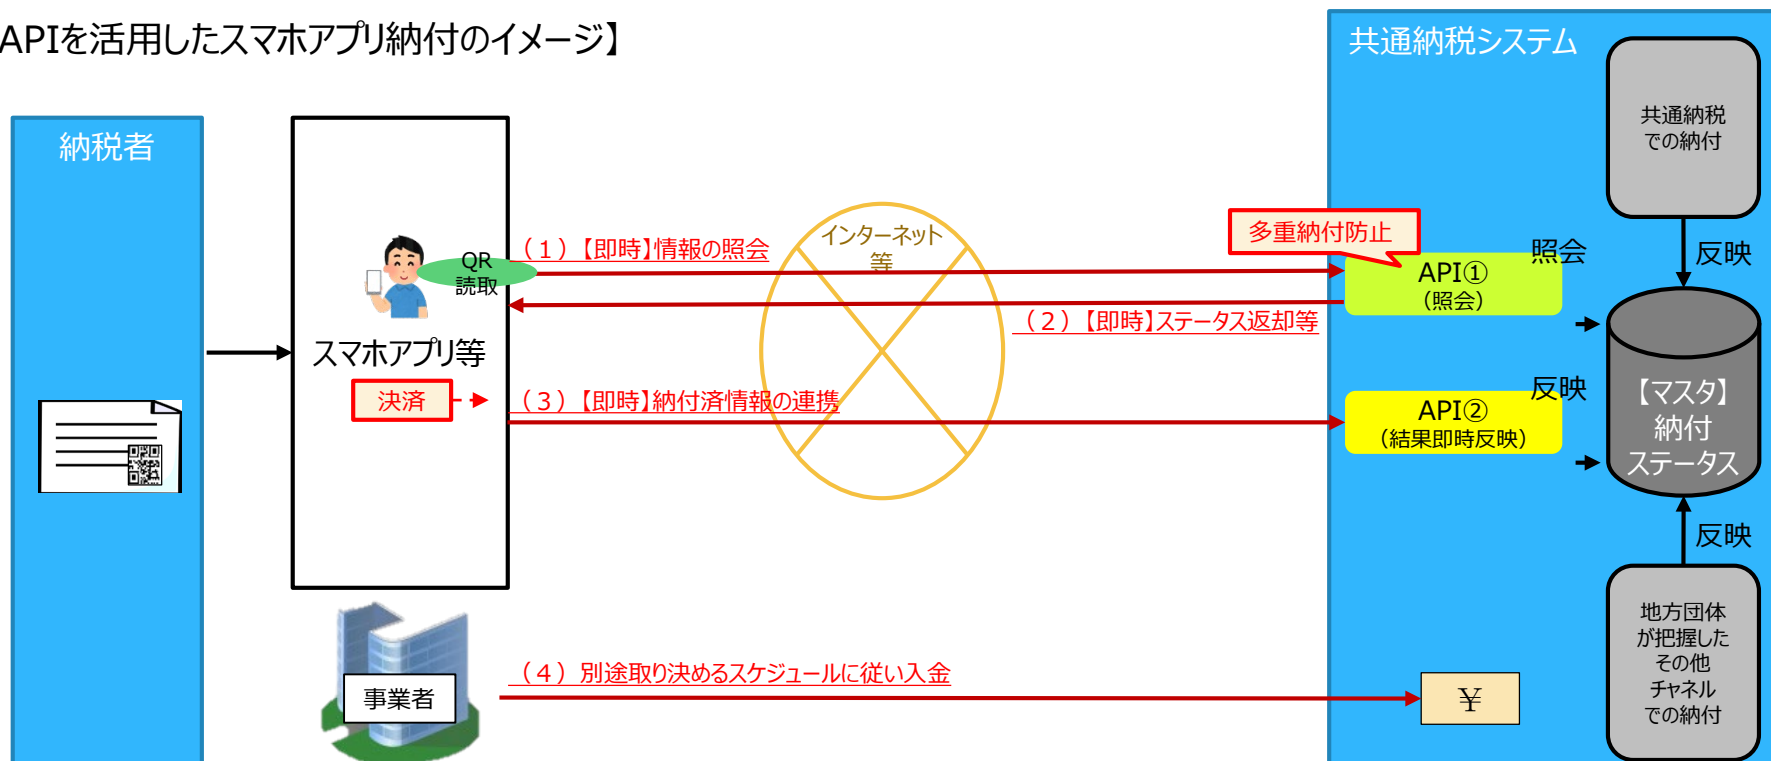 APIを活用したスマホアプリ納付のイメージ】
共通納税システム
納税者
共通納税
での納付
インターネット
等
多重納付防止
(1)【即時】情報の照会
QR
読取
照会
反映
API①
(照会)
(2)【即時】ステータス返却等
スマホアプリ等
決済
(3)【即時】納付済情報の連携
反映
API②
(結果即時反映)
【マスタ】
納付
ステータス
反映
地方団体
が把握した
その他
チャネル
での納付
(4)別途取り決めるスケジュールに従い入金
事業者
¥